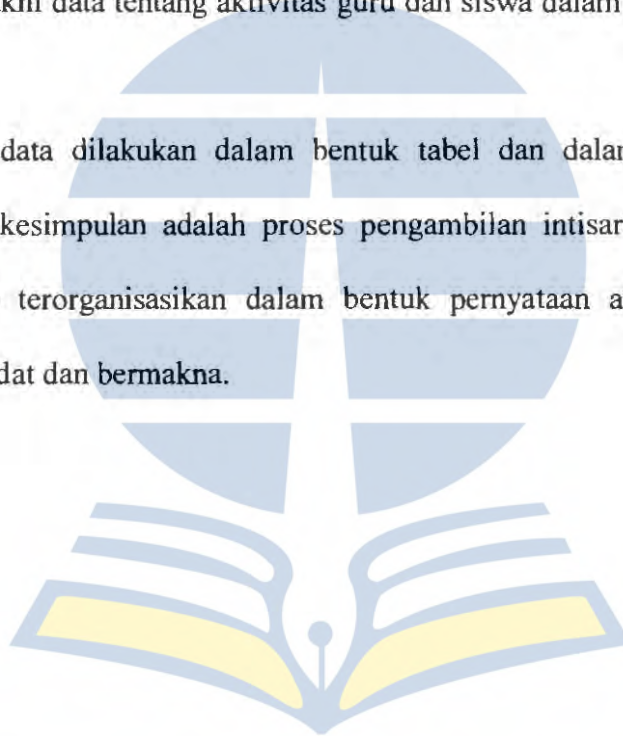 data tentang aktivitas guru dan siswa dalam
data dilakukan dalam bentuk tabel dan
kesimpulan adalah proses pengambilan
terorganisasikan dalam bentuk pernyataan
dan bermakna.